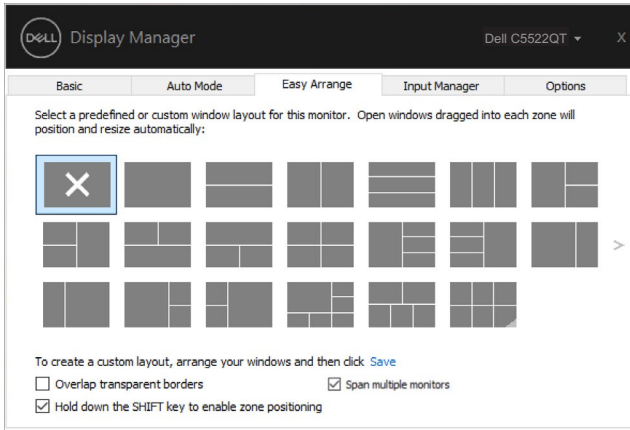 DELL Display Manager
Dell C5522QT
X
Basic
Auto Mode
Easy Arrange
Input Manager
Options
Select a predefined or custom window layout for this monitor. Open windows dragged into each zone will
position and resize automatically:
To create a custom layout, arrange your windows and then click Save
Overlap transparent borders
Span multiple monitors
Hold down the SHIFT key to enable zone positioning